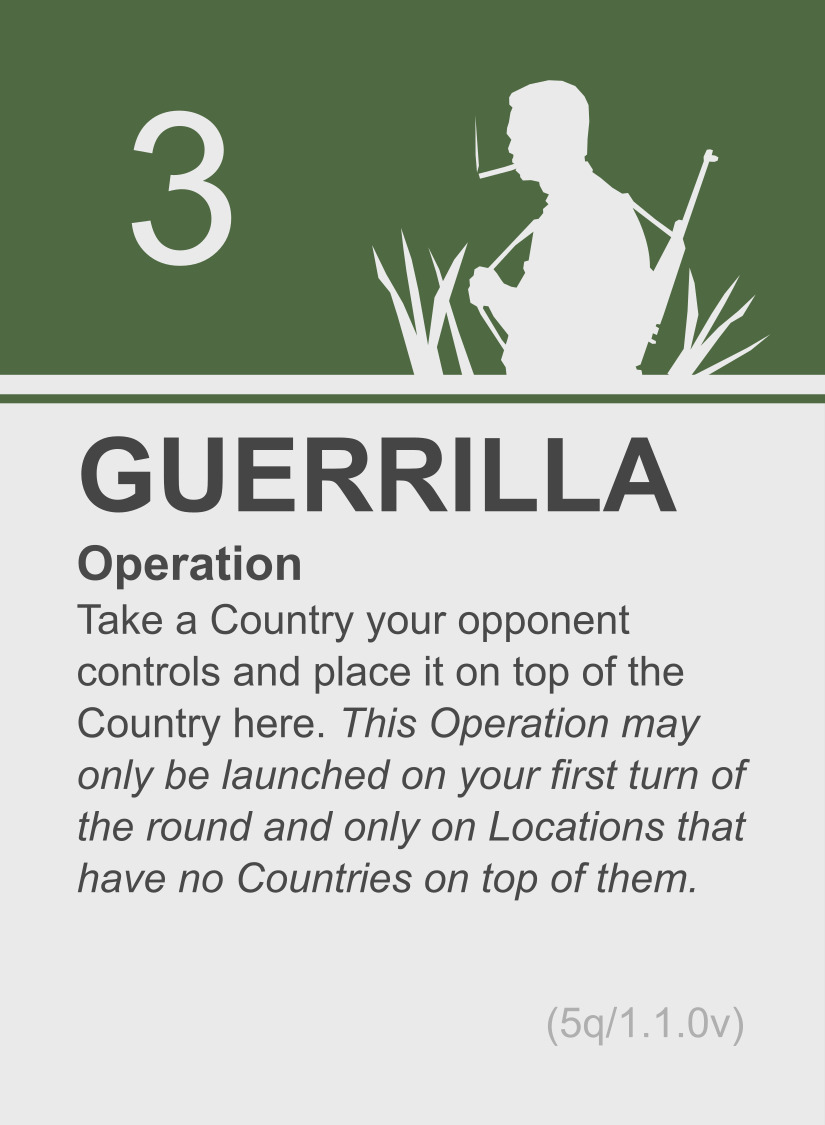 3
GUERRILLA
Operation
Take a Country your opponent
controls and place it on top of the
Country here. This Operation may
only be launched on your first turn of
the round and only on Locations that
have no Countries on top of them.
(5q/1.1.0v)